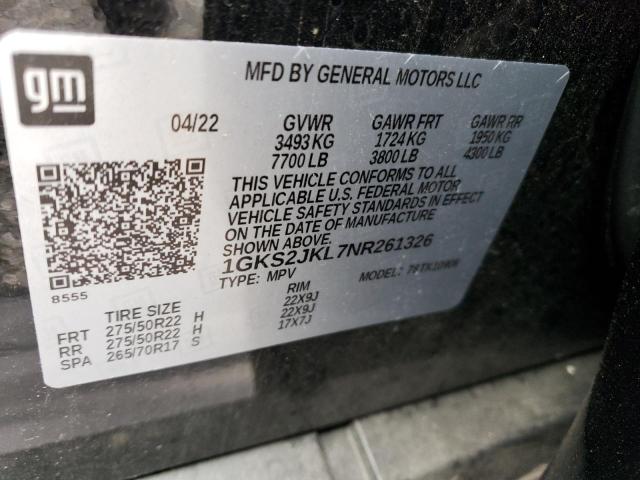 gm
MFD BY GENERAL MOTORS LLC
04/22 GVWR GAWR FRT GAWR RR
3493 KG 1724 KG 1950 KG
7700 LB 3800 LB 4300 LB
THIS VEHICLE CONFORMS TO ALL
APPLICABLE U.S. FEDERAL MOTOR
VEHICLE SAFETY STANDARDS IN EFFECT
ON THE DATE OF MANUFACTURE
1GKS2JKL7NR261326
TYPE: MPV MODEL:
8555
TIRE SIZE RIM
FRT 275/50R22 H 22X9J
RR 275/50R22 H 22X9J
SPA 265/70R17 S 17X7J